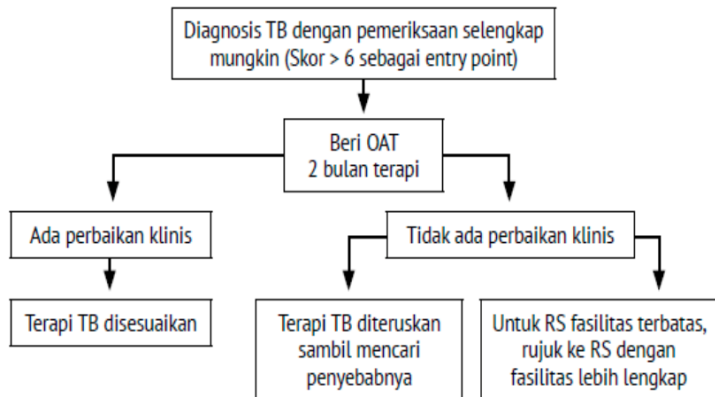 Diagnosis TB dengan pemeriksaan selengkap
mungkin (Skor > 6 sebagai entry point)
Beri OAT
2 bulan terapi
Ada perbaikan klinis
Tidak ada perbaikan klinis
Terapi TB disesuaikan
Terapi TB diteruskan
sambil mencari
penyebabnya
Untuk RS fasilitas terbatas,
rujuk ke RS dengan
fasilitas lebih lengkap